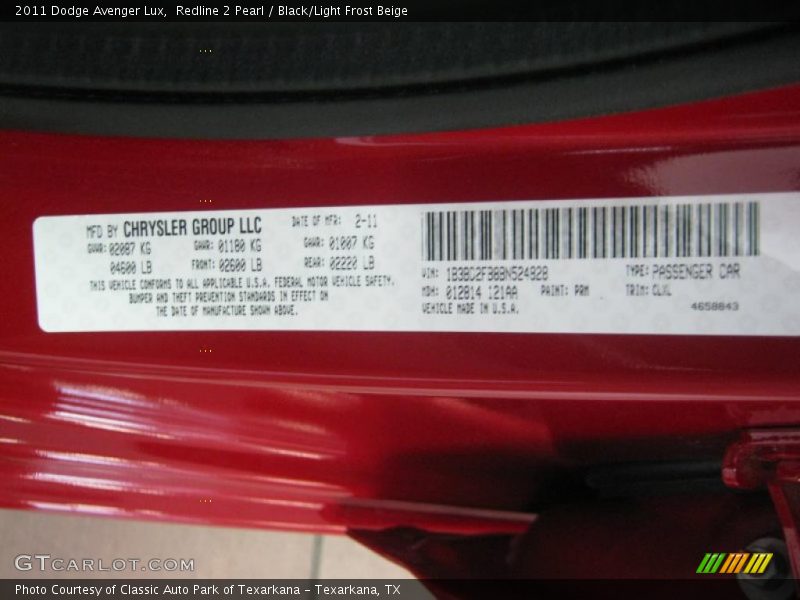 2011 Dodge Avenger Lux,  Redline 2 Pearl / Black/Light Frost Beige
MFD BY CHRYSLER GROUP LLC DATE OF MFR: 2-11
GVWR: 02087 KG GAWR: 01180 KG GAWR: 01007 KG
04600 LB FRONT: 02600 LB REAR: 02220 LB
THIS VEHICLE CONFORMS TO ALL APPLICABLE U.S.A. FEDERAL MOTOR VEHICLE SAFETY,
BUMPER AND THEFT PREVENTION STANDARDS IN EFFECT ON
THE DATE OF MANUFACTURE SHOWN ABOVE.
VIN: TYPE: PASSENGER CAR
MDH: 012814 121AA PAINT: PRM TRIM: CLXL
VEHICLE MADE IN U.S.A. 4658843
GTCARLOT.COM
Photo Courtesy of Classic Auto Park of Texarkana – Texarkana, TX